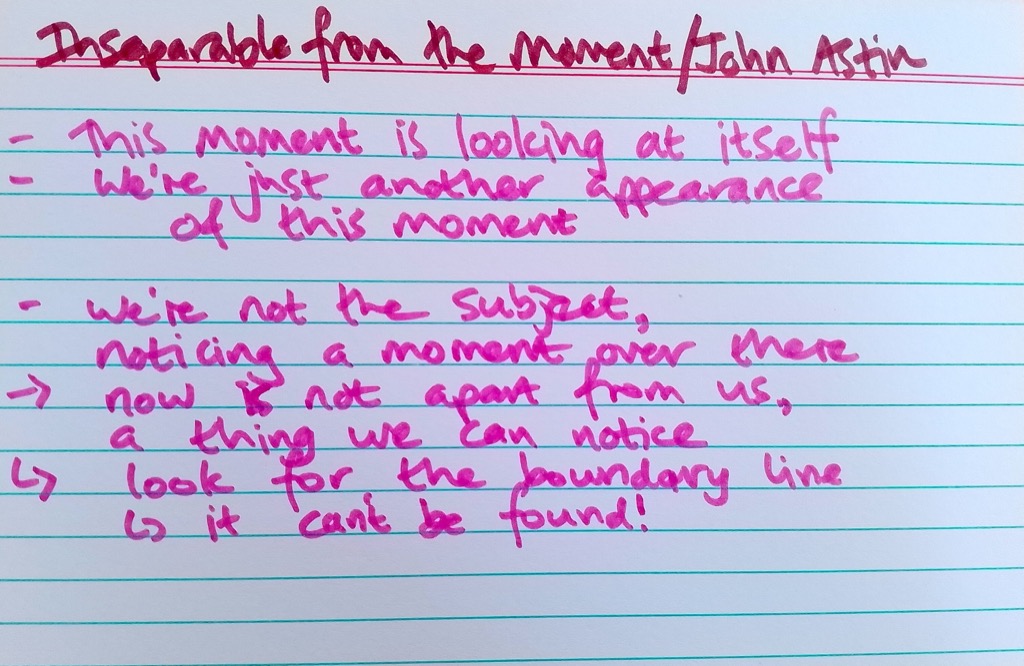 Inseparable from the moment/John Astin
- This moment is looking at itself
- We're just another appearance
of this moment
- we're not the subject,
noticing a moment over there
→ now is not apart from us,
a thing we can notice
↳ look for the boundary line
↳ it can't be found!